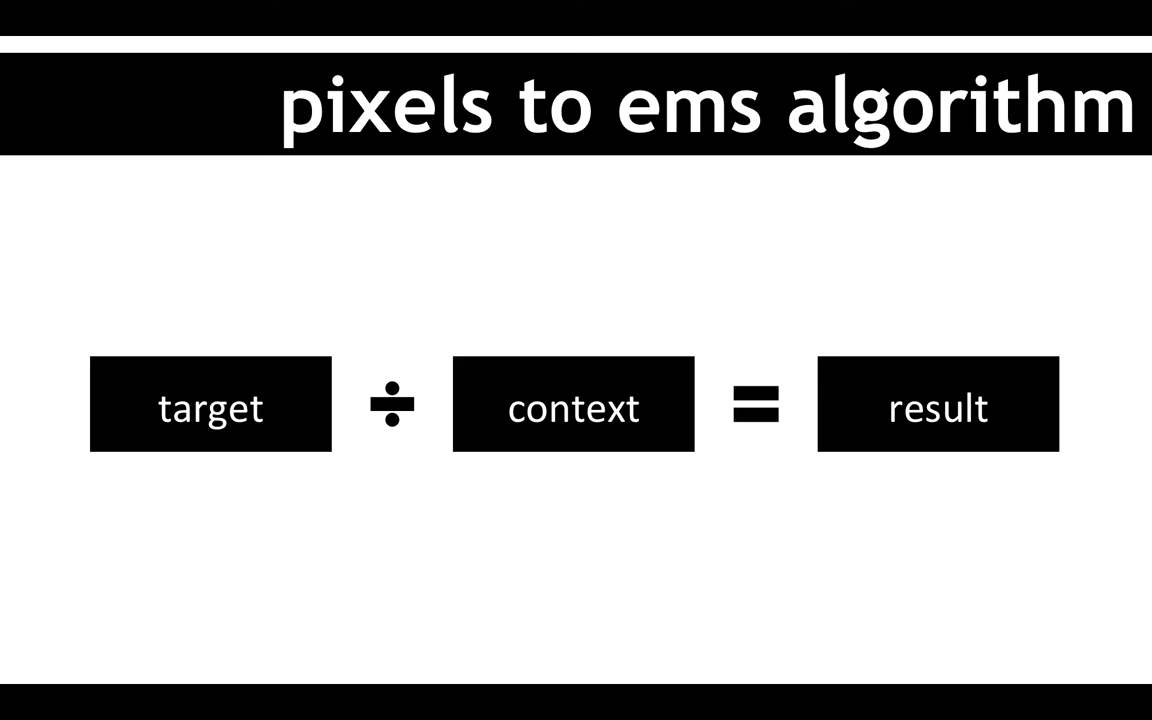 pixels to ems algorithm
target ÷ context = result